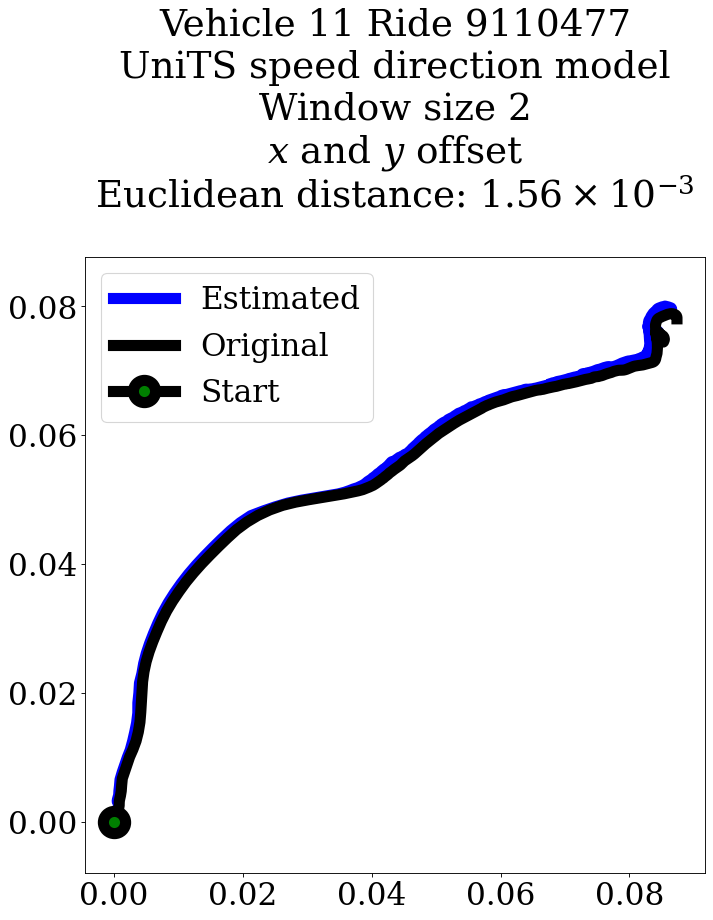 Vehicle 11 Ride 9110477
UniTS speed direction model
Window size 2
x and y offset
Euclidean distance: 1.56 × 10⁻³
Estimated
Original
Start
0.08
0.06
0.04
0.02
0.00
0.00 0.02 0.04 0.06 0.08